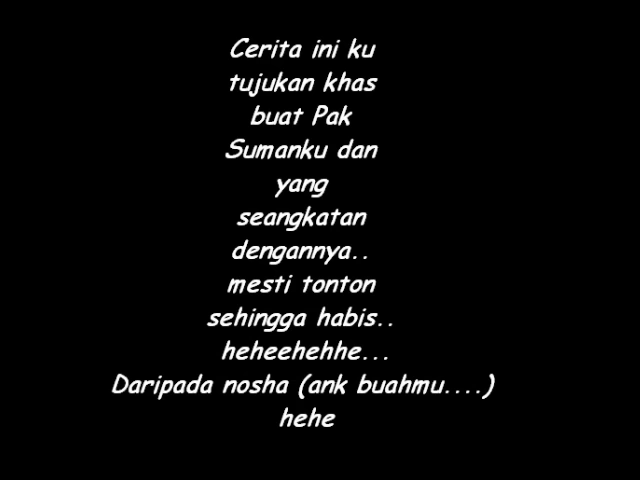 Cerita ini ku
tujukan khas
buat Pak
Sumanku dan
yang
seangkatan
dengannya..
mesti tonton
sehingga habis..
heheehehhe...
Daripada nosha (ank buahmu....)
hehe